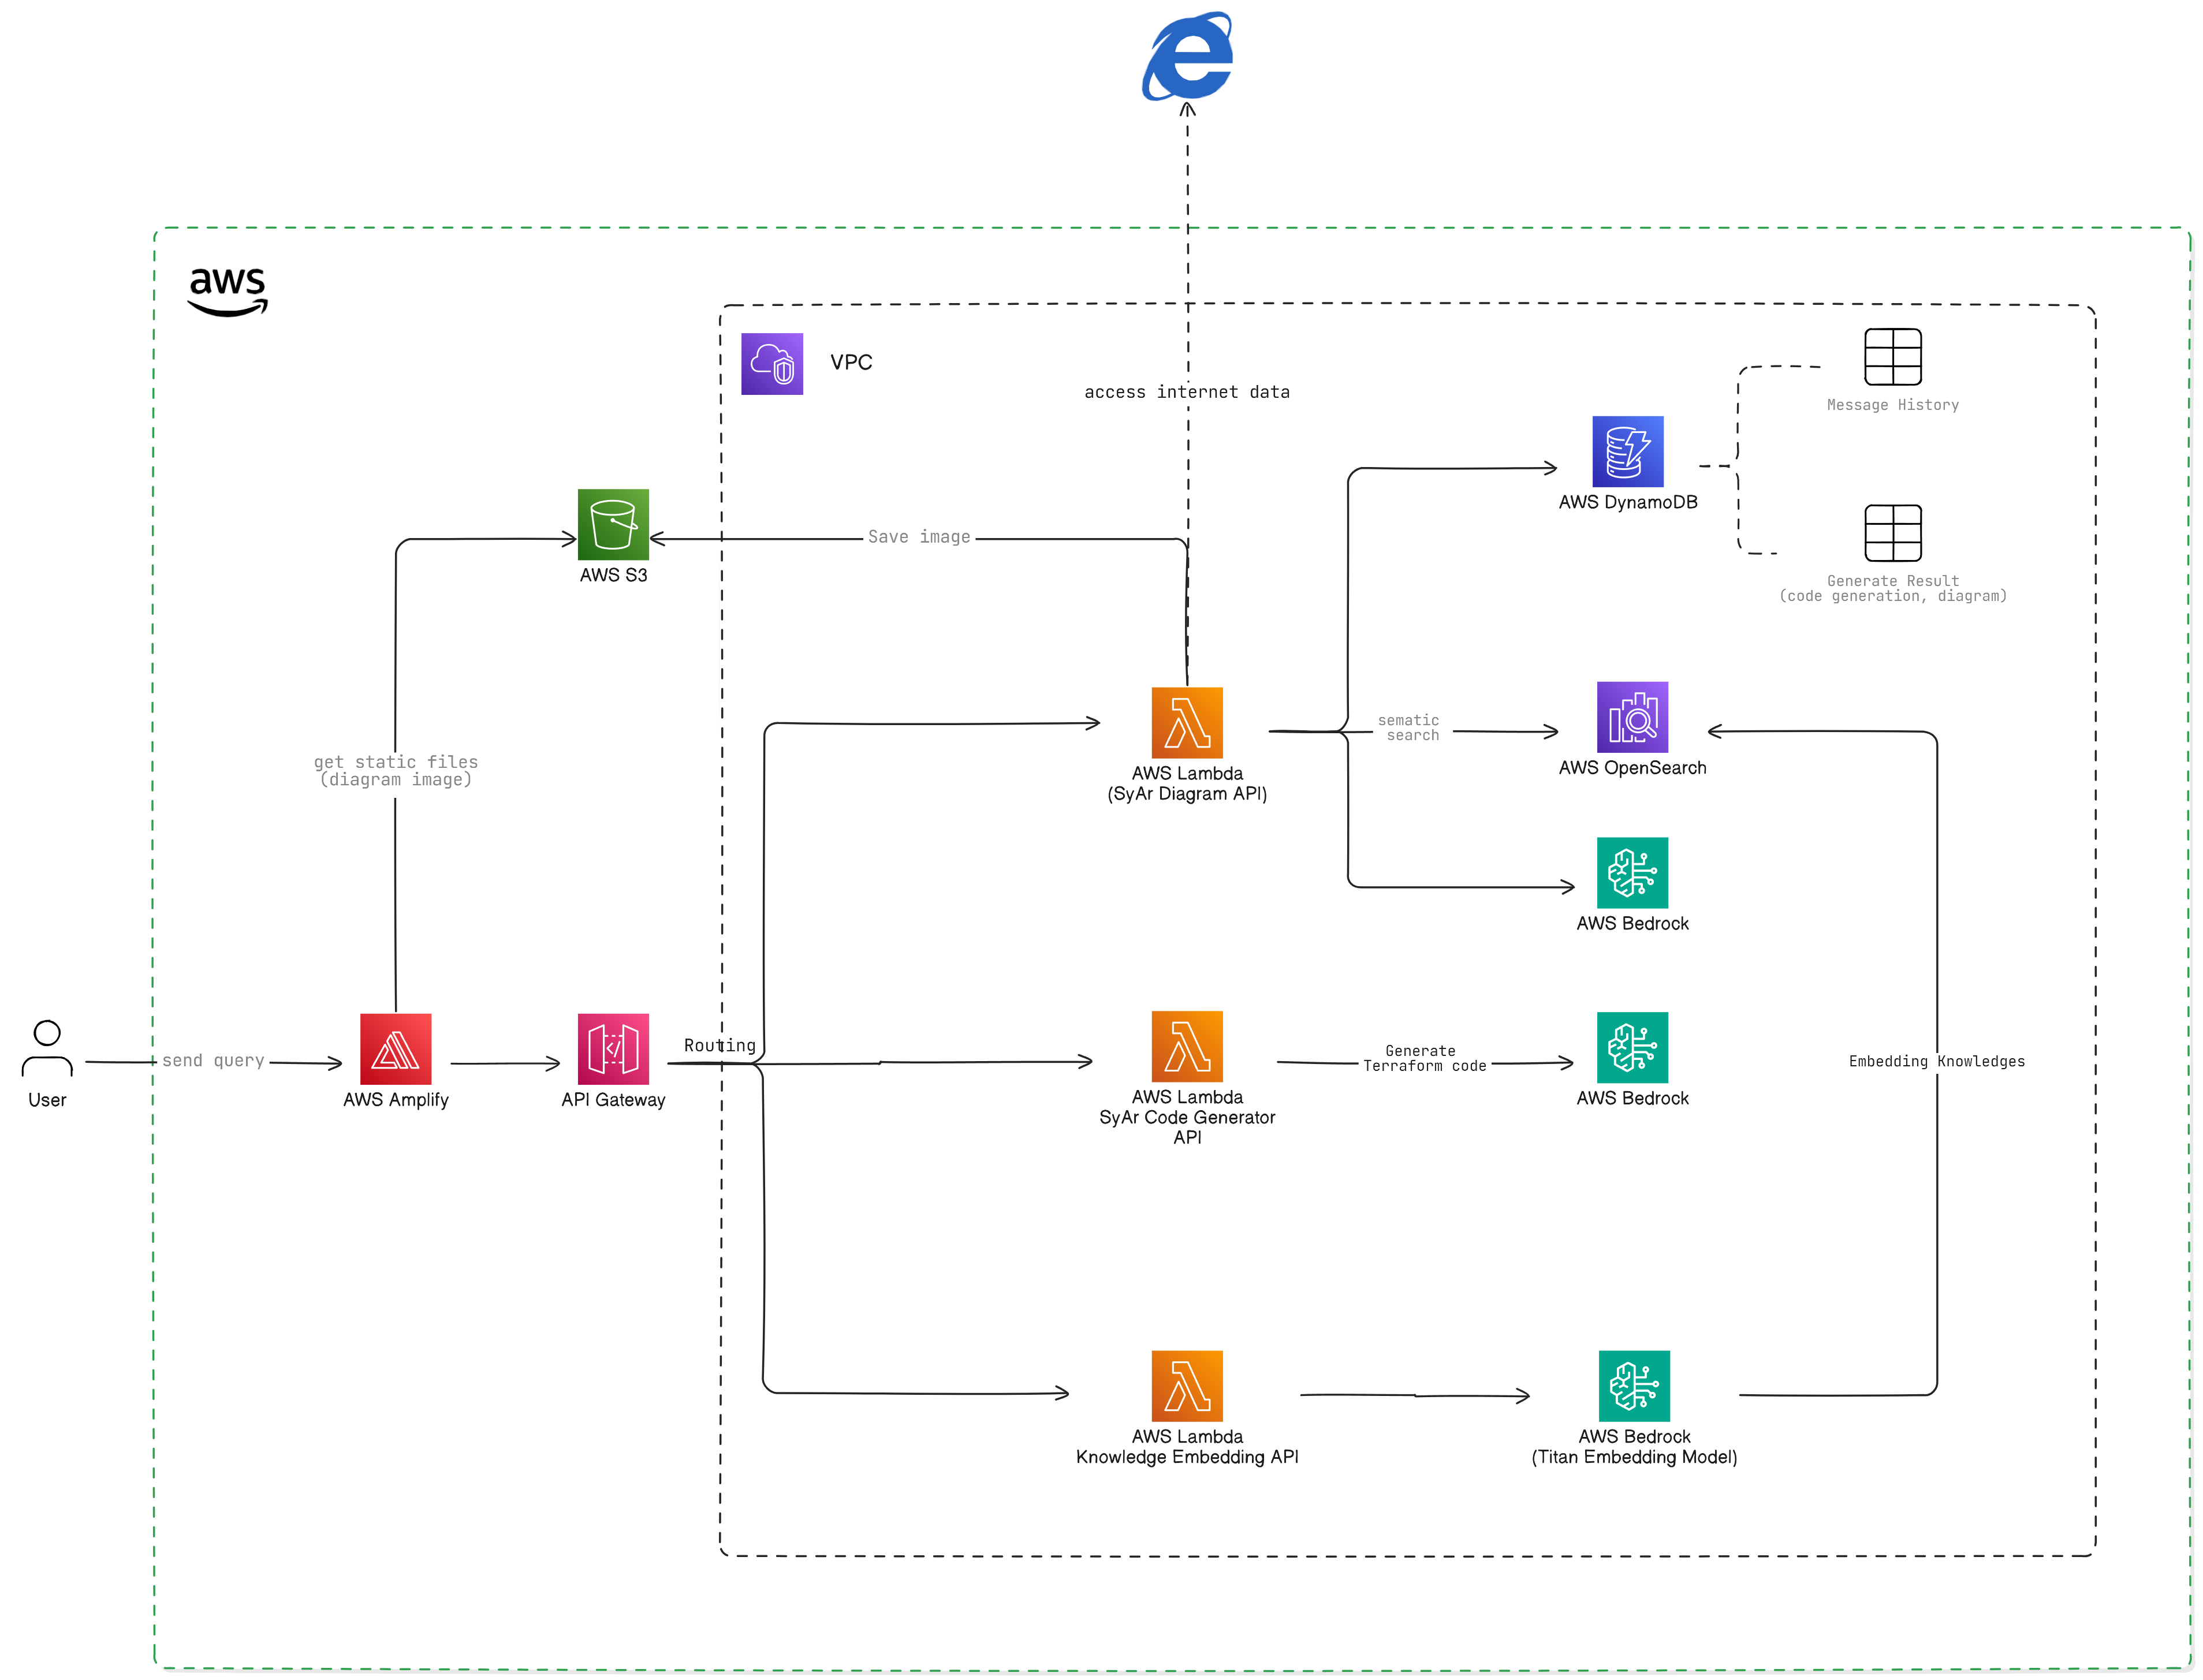 aws
VPC
access internet data
Message History
AWS DynamoDB
Save image
AWS S3
Generate Result
(code generation, diagram)
sematic
search
get static files
(diagram image)
AWS Lambda
(SyAr Diagram API)
AWS OpenSearch
AWS Bedrock
send query
User
AWS Amplify
API Gateway
Routing
AWS Lambda
SyAr Code Generator
API
Generate
Terraform code
AWS Bedrock
Embedding Knowledges
AWS Lambda
Knowledge Embedding API
AWS Bedrock
(Titan Embedding Model)